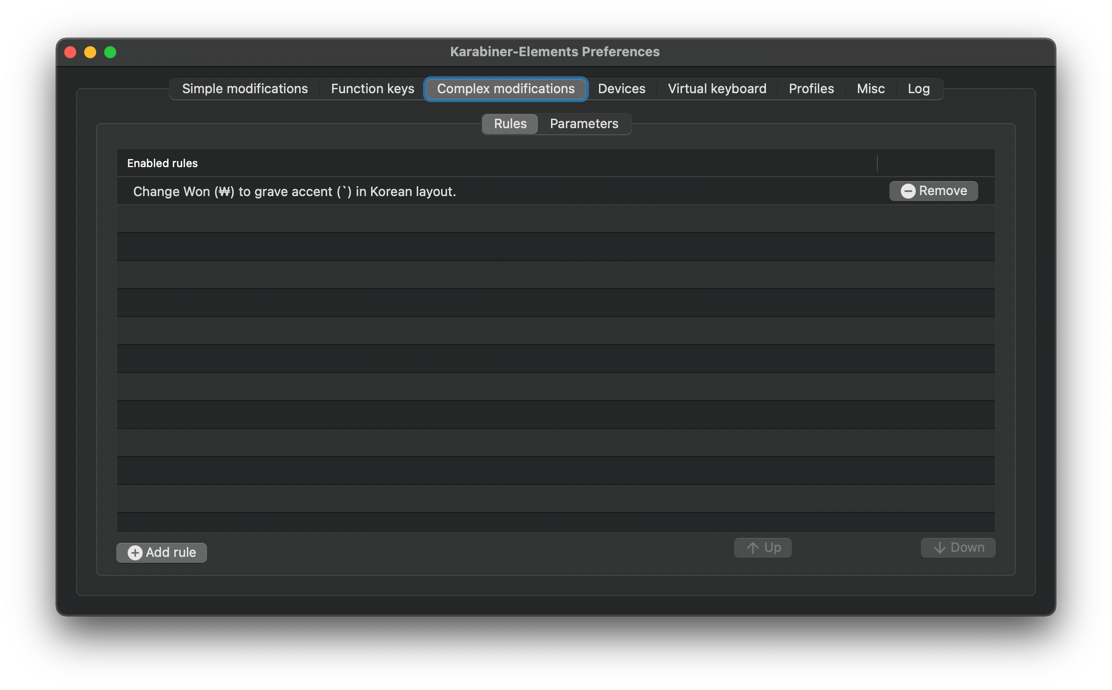 Karabiner-Elements Preferences
Simple modifications Function keys Complex modifications Devices Virtual keyboard Profiles Misc Log
Rules Parameters
Enabled rules
Change Won (₩) to grave accent (`) in Korean layout. Remove
Add rule Up Down